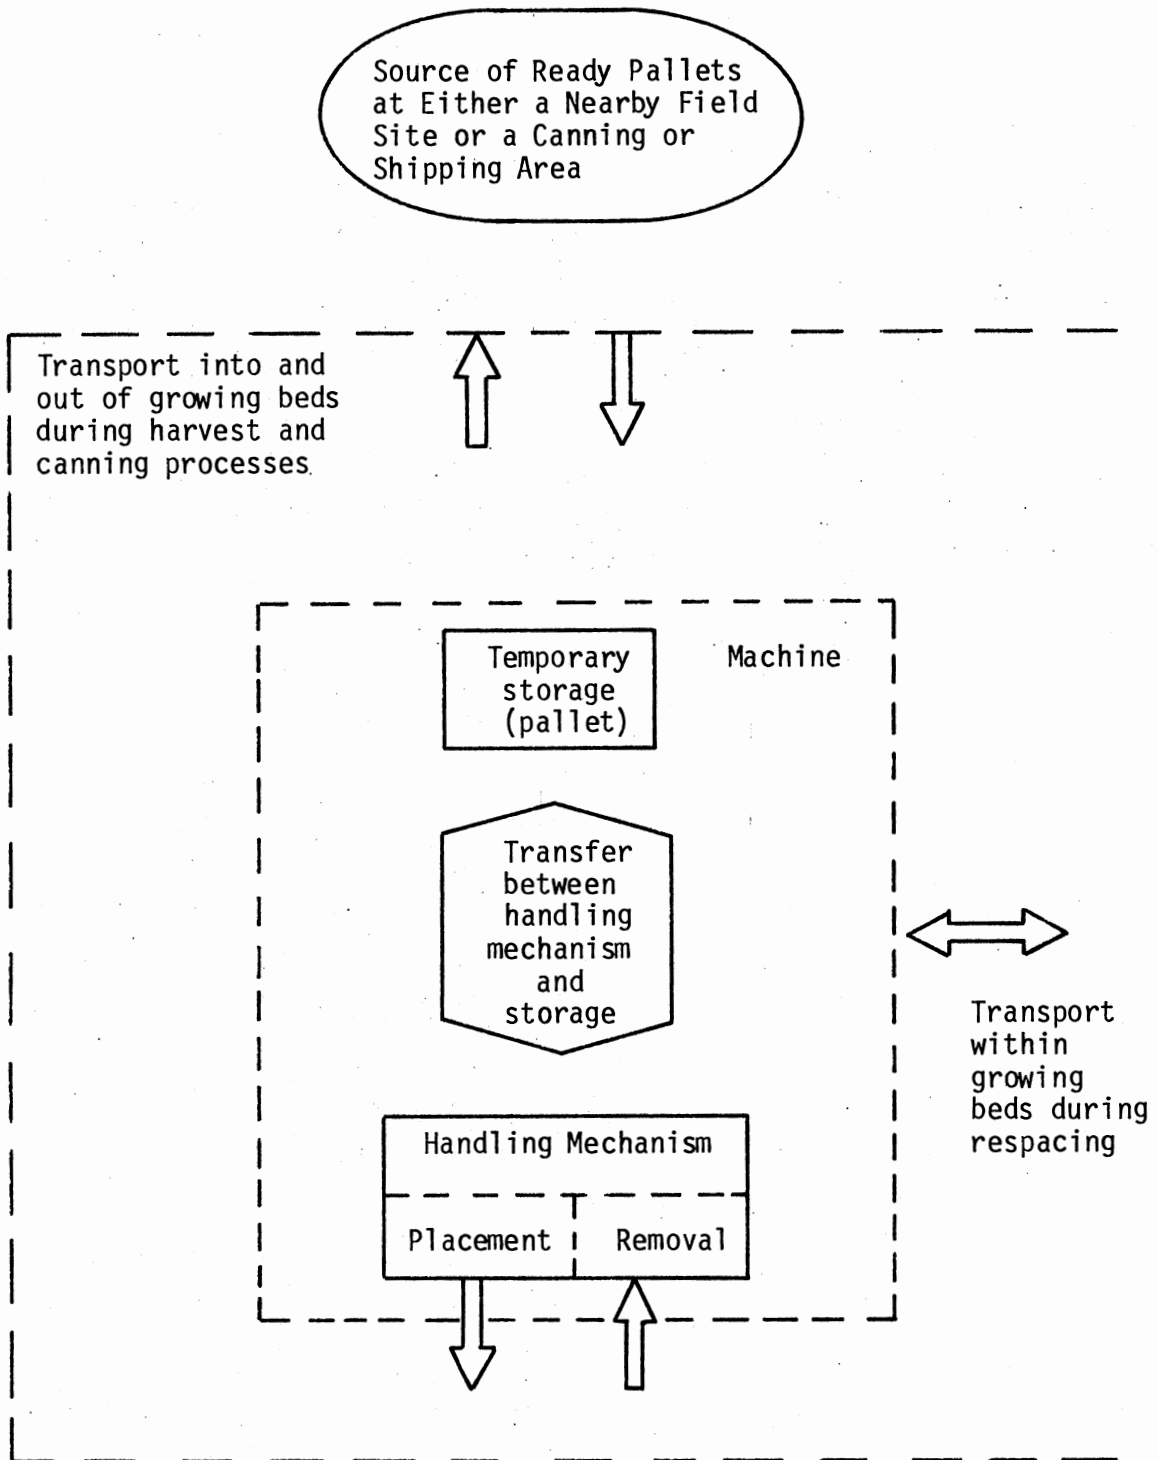 Source of Ready Pallets
at Either a Nearby Field
Site or a Canning or
Shipping Area
Transport into and
out of growing beds
during harvest and
canning processes.
Temporary
storage
(pallet)
Machine
Transfer
between
handling
mechanism
and
storage
Transport
within
growing
beds during
respacing
Handling Mechanism
Placement
Removal